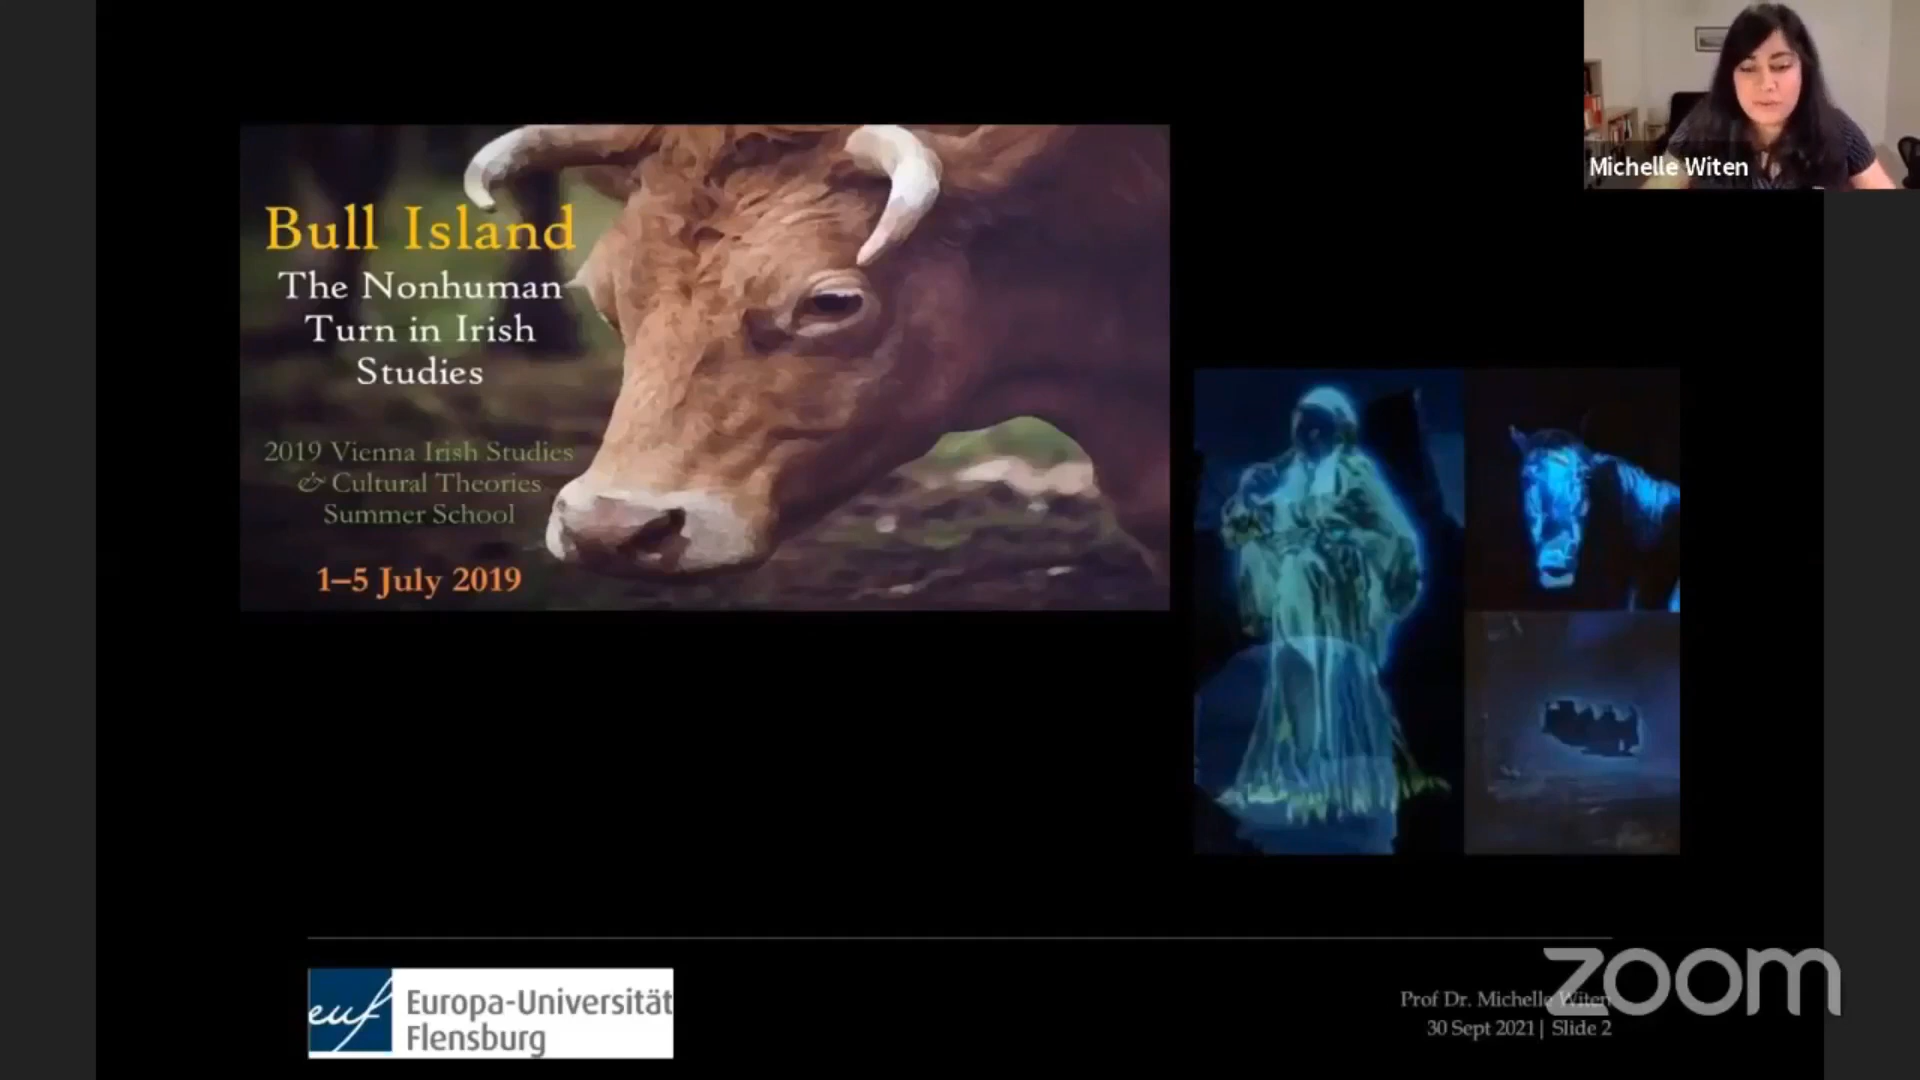 Michelle Witen
Bull Island
The Nonhuman
Turn in Irish
Studies
2019 Vienna Irish Studies
& Cultural Theories
Summer School
1–5 July 2019
euf
Europa-Universität
Flensburg
Prof Dr. Michelle Witen
30 Sept 2021 | Slide 2
zoom